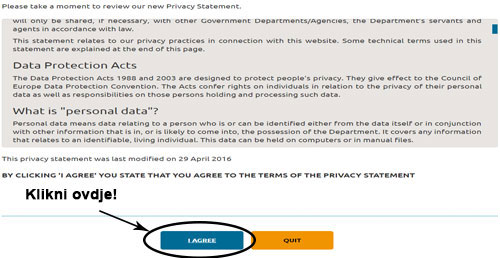 Please take a moment to review our new Privacy Statement.
will only be shared, if necessary, with other Government Departments/Agencies, the Department's servants and
agents in accordance with law.
This statement relates to our privacy practices in connection with this website. Some technical terms used in this
statement are explained at the end of this page.
Data Protection Acts
The Data Protection Acts 1988 and 2003 are designed to protect people's privacy. They give effect to the Council of
Europe Data Protection Convention. The Acts confer rights on individuals in relation to the privacy of their personal
data as well as responsibilities on those persons holding and processing such data.
What is "personal data"?
Personal data means data relating to a person who is or can be identified either from the data itself or in conjunction
with other information that is in, or is likely to come into, the possession of the Department. It covers any information
that relates to an identifiable, living individual. This data can be held on computers or in manual files.
This privacy statement was last modified on 29 April 2016
BY CLICKING 'I AGREE' YOU STATE THAT YOU AGREE TO THE TERMS OF THE PRIVACY STATEMENT
Klikni ovdje!
I AGREE
QUIT